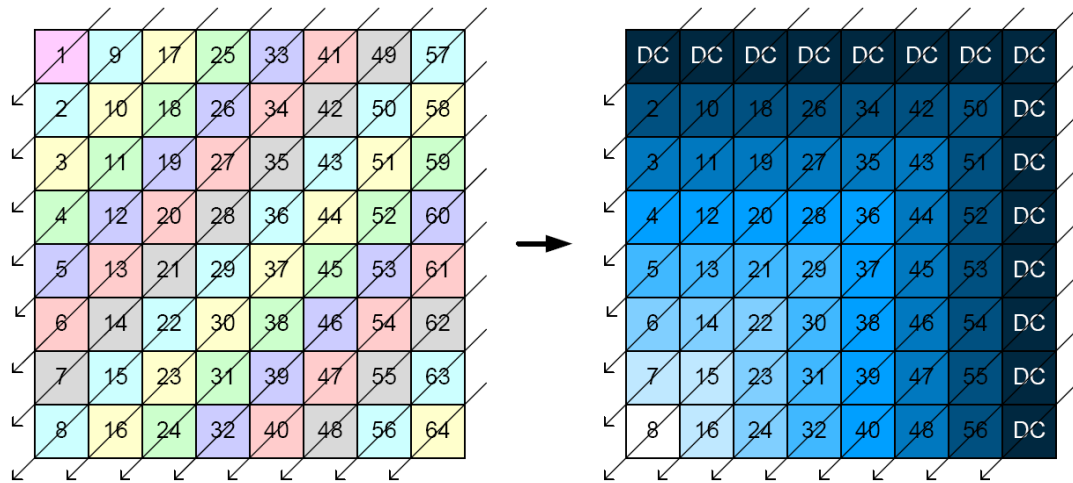 1 9 17 25 33 41 49 57
2 10 18 26 34 42 50 58
3 11 19 27 35 43 51 59
4 12 20 28 36 44 52 60
5 13 21 29 37 45 53 61
6 14 22 30 38 46 54 62
7 15 23 31 39 47 55 63
8 16 24 32 40 48 56 64
DC DC DC DC DC DC DC DC
2 10 18 26 34 42 50 DC
3 11 19 27 35 43 51 DC
4 12 20 28 36 44 52 DC
5 13 21 29 37 45 53 DC
6 14 22 30 38 46 54 DC
7 15 23 31 39 47 55 DC
8 16 24 32 40 48 56 DC